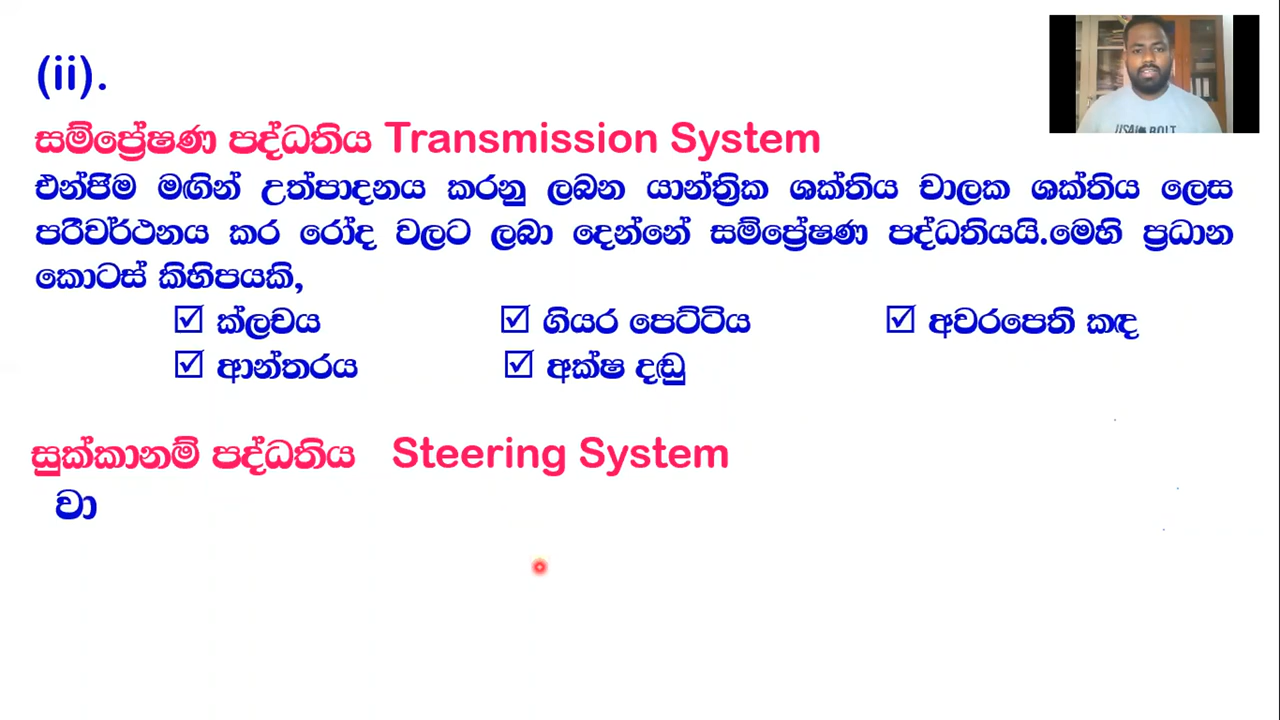 (ii).
සම්ප්‍රේෂණ පද්ධතිය Transmission System
එන්ජිම මඟින් උත්පාදනය කරනු ලබන යාන්ත්‍රික ශක්තිය චාලක ශක්තිය ලෙස
පරිවර්ථනය කර රෝද වලට ලබා දෙන්නේ සම්ප්‍රේෂණ පද්ධතියයි.මෙහි ප්‍රධාන
කොටස් කිහිපයකි,
☑ ක්ලචය ☑ ගියර පෙට්ටිය ☑ අවරපෙති කඳ
☑ ආන්තරය ☑ අක්ෂ දඬු
සුක්කානම් පද්ධතිය Steering System
වා